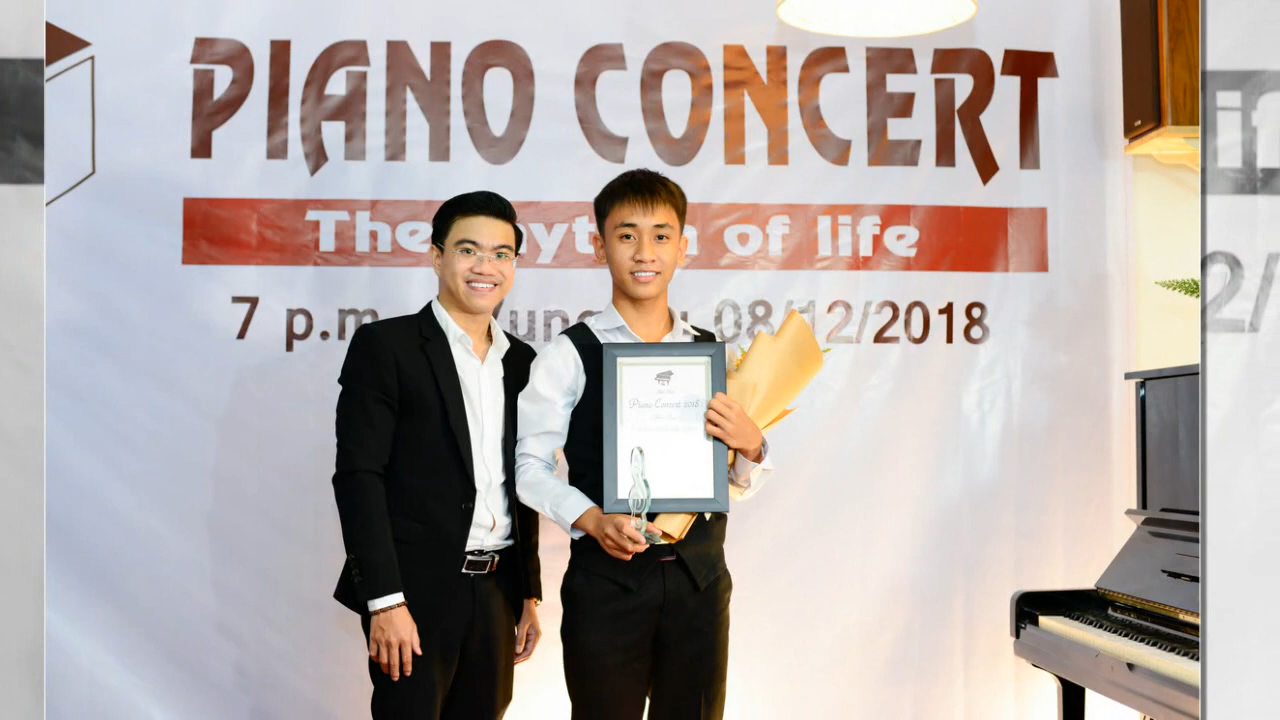 PIANO CONCERT
The of life
7 p.m 08/12/2018
Piano Concert 2018